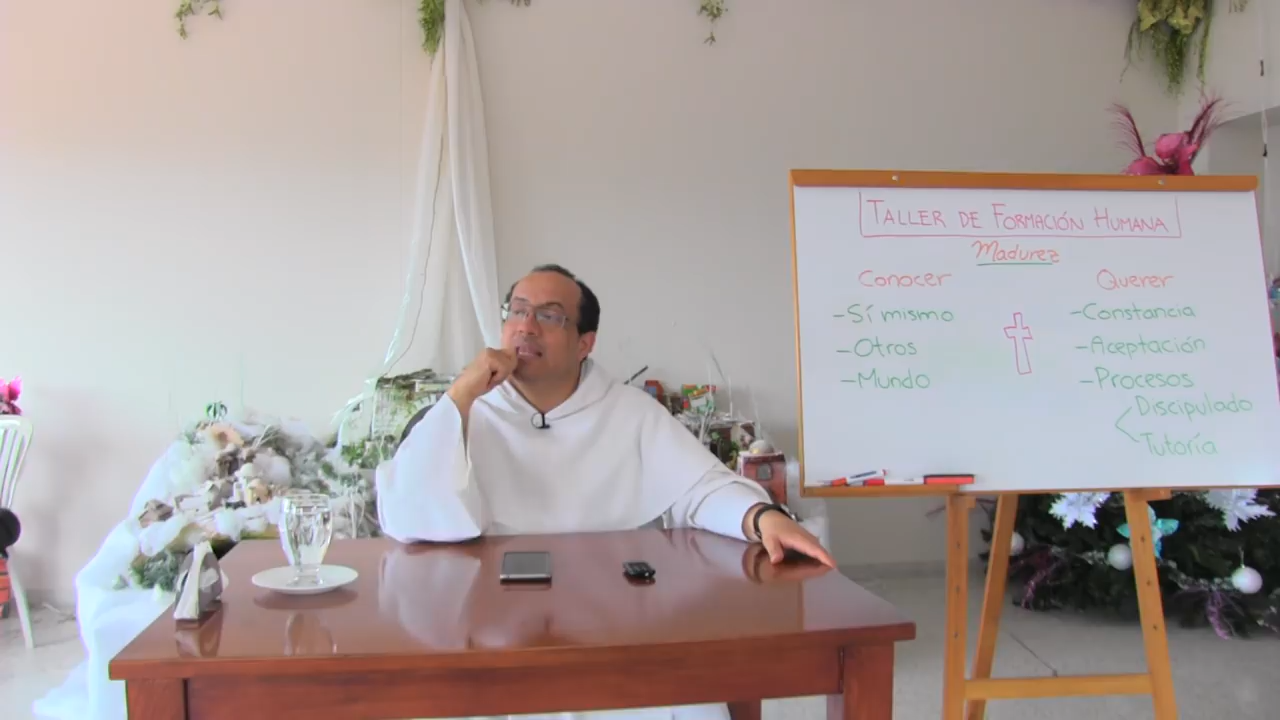 TALLER DE FORMACIÓN HUMANA
Madurez
Conocer
-Sí mismo
-Otros
-Mundo
Querer
-Constancia
-Aceptación
-Procesos
Discipulado
Tutoría